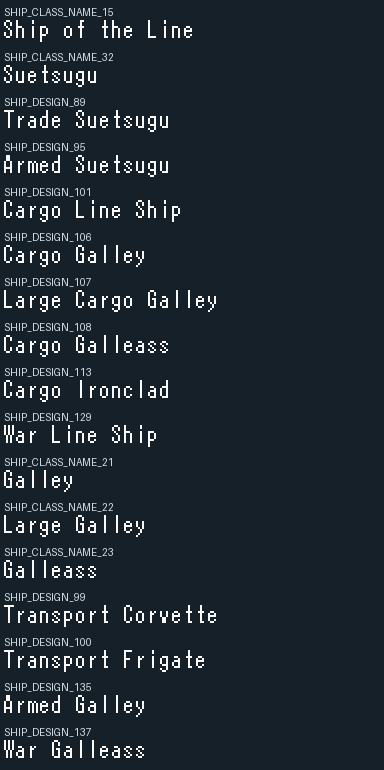 SHIP_CLASS_NAME_15
Ship of the Line
SHIP_CLASS_NAME_32
Suetsugu
SHIP_DESIGN_89
Trade Suetsugu
SHIP_DESIGN_95
Armed Suetsugu
SHIP_DESIGN_101
Cargo Line Ship
SHIP_DESIGN_106
Cargo Galley
SHIP_DESIGN_107
Large Cargo Galley
SHIP_DESIGN_108
Cargo Galleass
SHIP_DESIGN_113
Cargo Ironclad
SHIP_DESIGN_129
War Line Ship
SHIP_CLASS_NAME_21
Galley
SHIP_CLASS_NAME_22
Large Galley
SHIP_CLASS_NAME_23
Galleass
SHIP_DESIGN_99
Transport Corvette
SHIP_DESIGN_100
Transport Frigate
SHIP_DESIGN_135
Armed Galley
SHIP_DESIGN_137
War Galleass